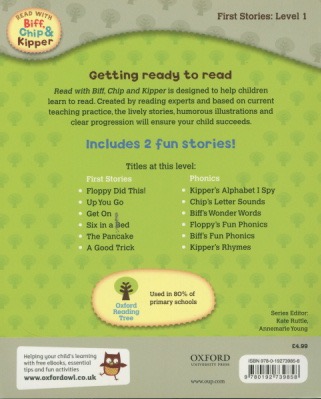 READ WITH
Biff,
Chip &
Kipper
First Stories: Level 1
Getting ready to read
Read with Biff, Chip and Kipper is designed to help children
learn to read. Created by reading experts and based on current
teaching practice, the lively stories, humorous illustrations and
clear progression will ensure your child succeeds.
Includes 2 fun stories!
Titles at this level:
First Stories
• Floppy Did This!
• Up You Go
• Get On
• Six in a Bed
• The Pancake
• A Good Trick
Phonics
• Kipper's Alphabet I Spy
• Chip's Letter Sounds
• Biff's Wonder Words
• Floppy's Fun Phonics
• Biff's Fun Phonics
• Kipper's Rhymes
Oxford
Reading
Tree
Used in 80% of
primary schools
Series Editors:
Kate Ruttle,
Annemarie Young
£4.99
Helping your child's learning
with free eBooks, essential
tips and fun activities
www.oxfordowl.co.uk
OXFORD
UNIVERSITY PRESS
www.oup.com